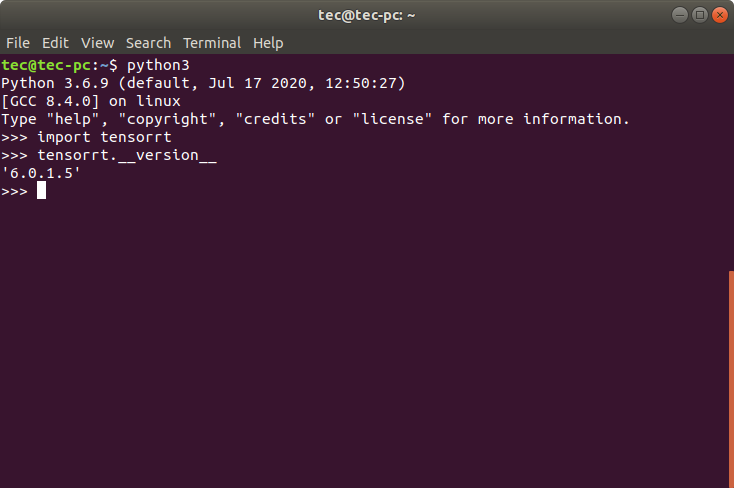 tec@tec-pc: ~
File Edit View Search Terminal Help
tec@tec-pc:~$ python3
Python 3.6.9 (default, Jul 17 2020, 12:50:27)
[GCC 8.4.0] on linux
Type "help", "copyright", "credits" or "license" for more information.
>>> import tensorrt
>>> tensorrt.__version__
'6.0.1.5'
>>>